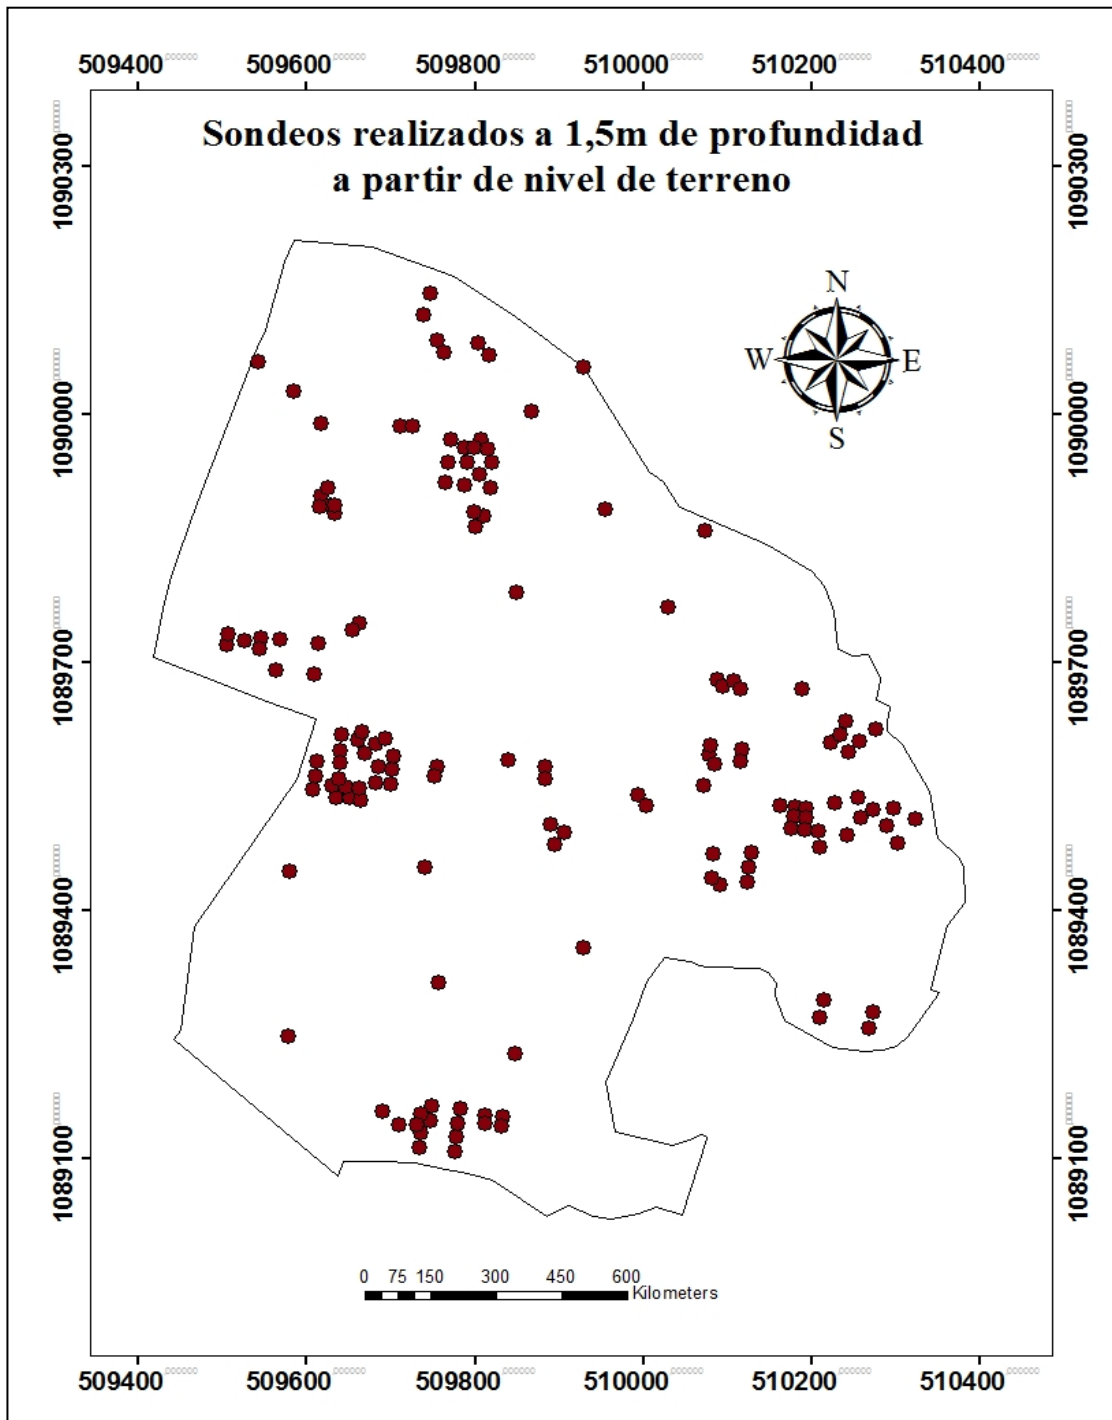 509400 509600 509800 510000 510200 510400
Sondeos realizados a 1,5m de profundidad
a partir de nivel de terreno
1090300 1090300
N
W E
S
1090000 1090000
1089700 1089700
1089400 1089400
1089100 1089100
0 75 150 300 450 600
Kilometers
509400 509600 509800 510000 510200 510400